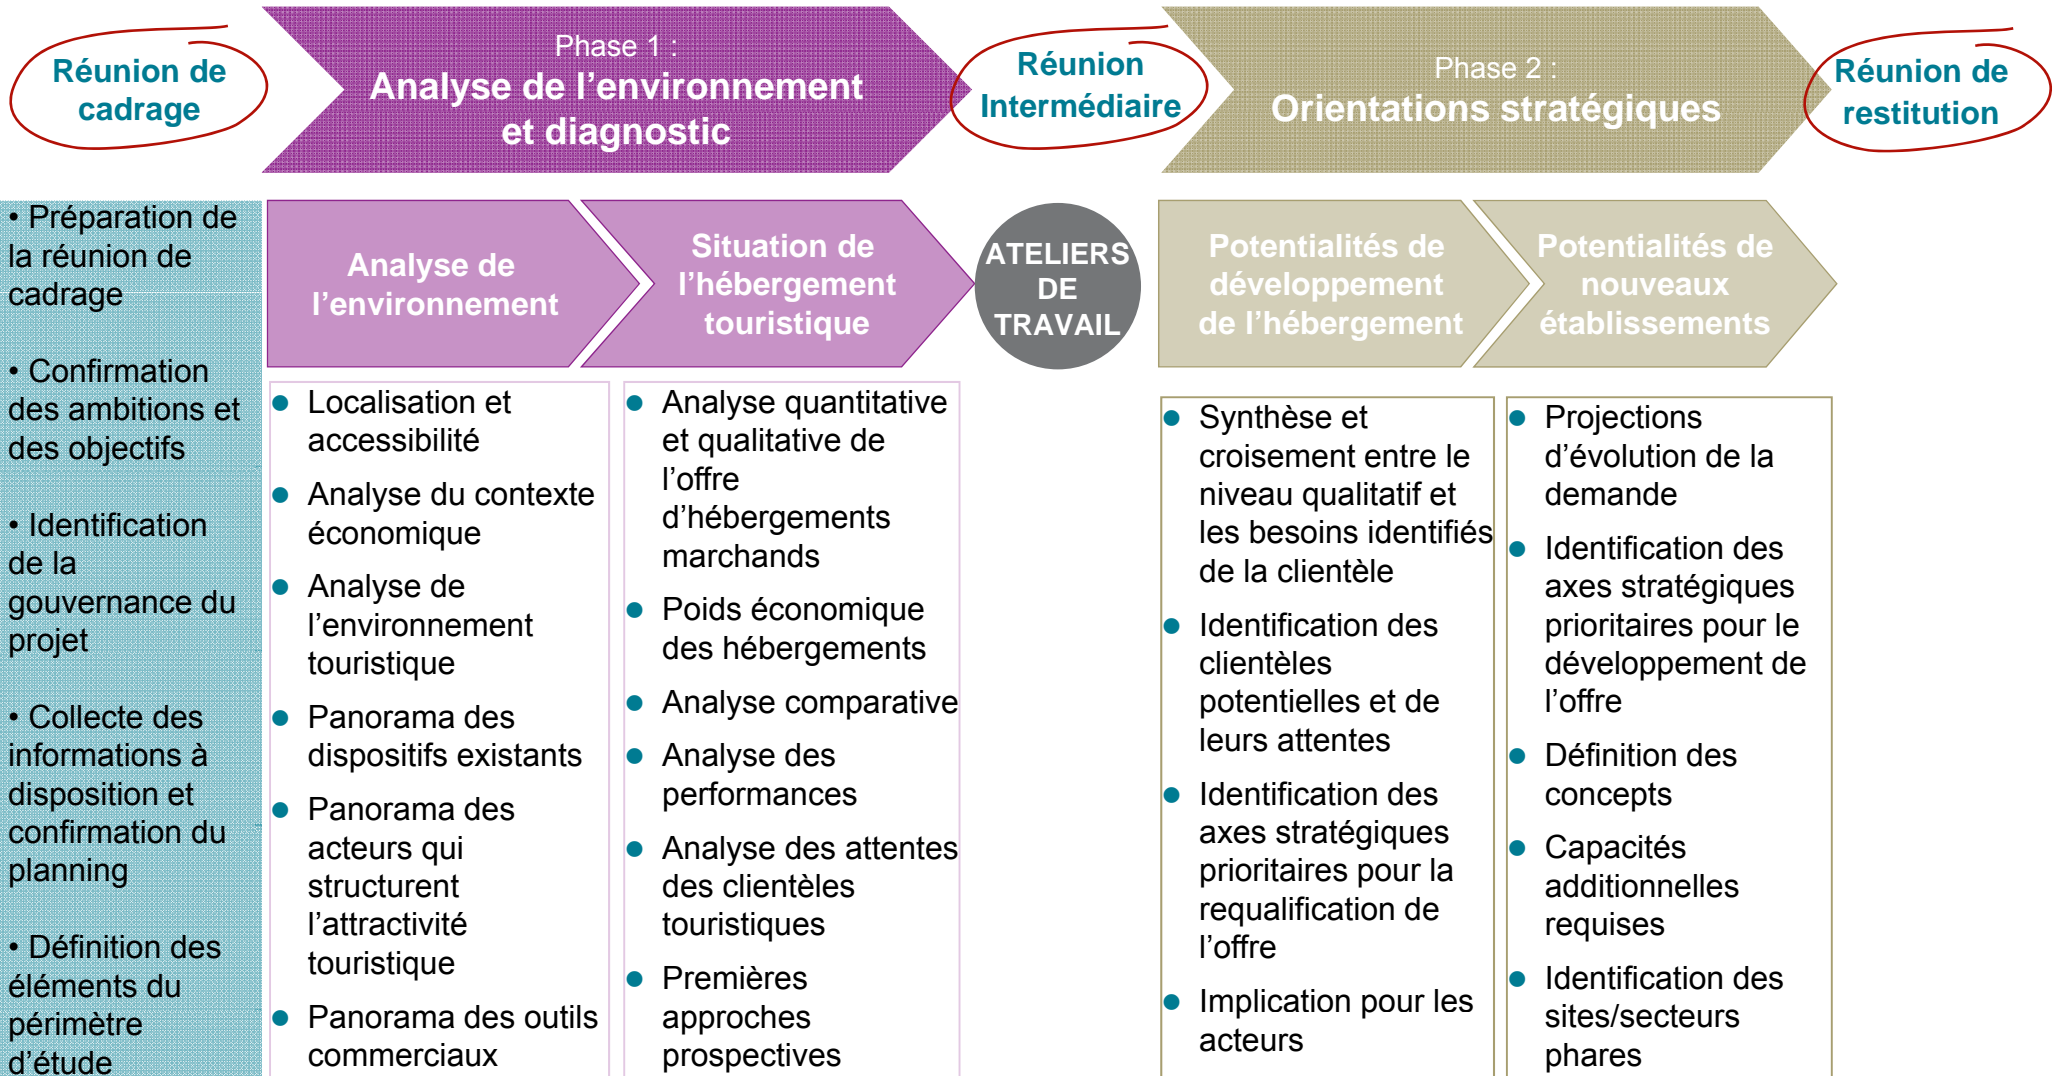 Réunion de
cadrage
Phase 1 :
Analyse de l’environnement
et diagnostic
Réunion
Intermédiaire
Phase 2 :
Orientations stratégiques
Réunion de
restitution
• Préparation de
la réunion de
cadrage
• Confirmation
des ambitions et
des objectifs
• Identification
de la
gouvernance du
projet
• Collecte des
informations à
disposition et
confirmation du
planning
• Définition des
éléments du
périmètre
d’étude
Analyse de
l’environnement
● Localisation et
accessibilité
● Analyse du contexte
économique
● Analyse de
l’environnement
touristique
● Panorama des
dispositifs existants
● Panorama des
acteurs qui
structurent
l’attractivité
touristique
● Panorama des outils
commerciaux
Situation de
l’hébergement
touristique
● Analyse quantitative
et qualitative de
l’offre
d’hébergements
marchands
● Poids économique
des hébergements
● Analyse comparative
● Analyse des
performances
● Analyse des attentes
des clientèles
touristiques
● Premières
approches
prospectives
ATELIERS
DE
TRAVAIL
Potentialités de
développement
de l’hébergement
● Synthèse et
croisement entre le
niveau qualitatif et
les besoins identifiés
de la clientèle
● Identification des
clientèles
potentielles et de
leurs attentes
● Identification des
axes stratégiques
prioritaires pour la
requalification de
l’offre
● Implication pour les
acteurs
Potentialités de
nouveaux
établissements
● Projections
d’évolution de la
demande
● Identification des
axes stratégiques
prioritaires pour le
développement de
l’offre
● Définition des
concepts
● Capacités
additionnelles
requises
● Identification des
sites/secteurs
phares